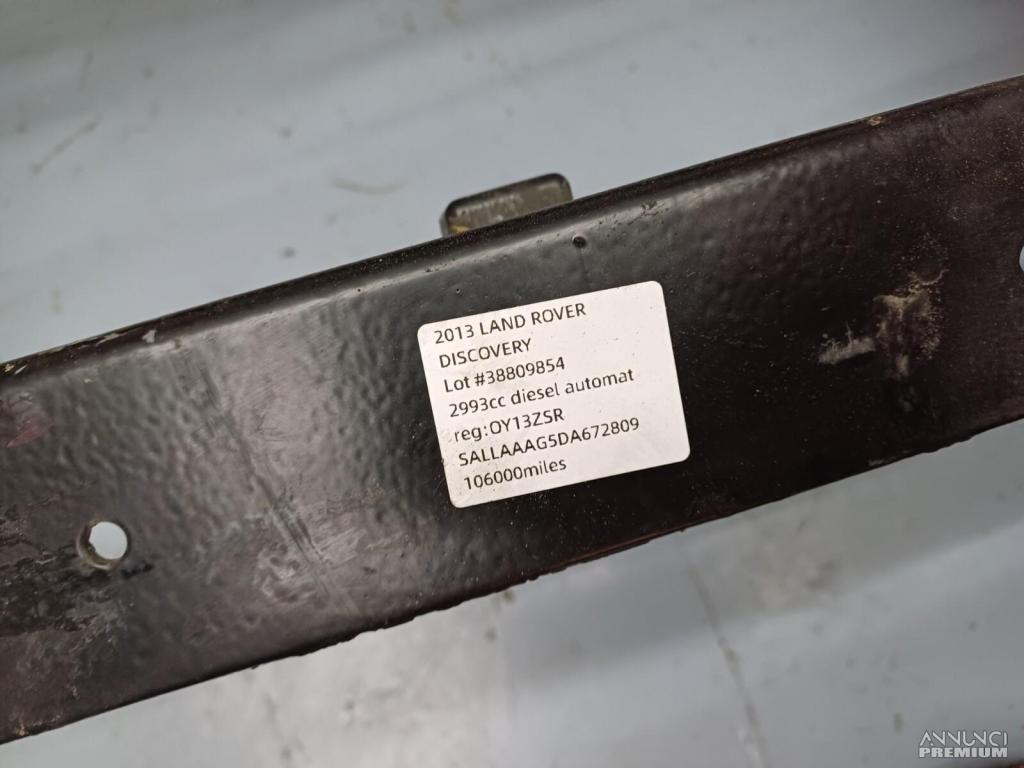 2013 LAND ROVER
DISCOVERY
Lot #38809854
2993cc diesel automat
reg:OY13ZSR
SALLAAAG5DA672809
106000miles
ANNUNCI
PREMIUM